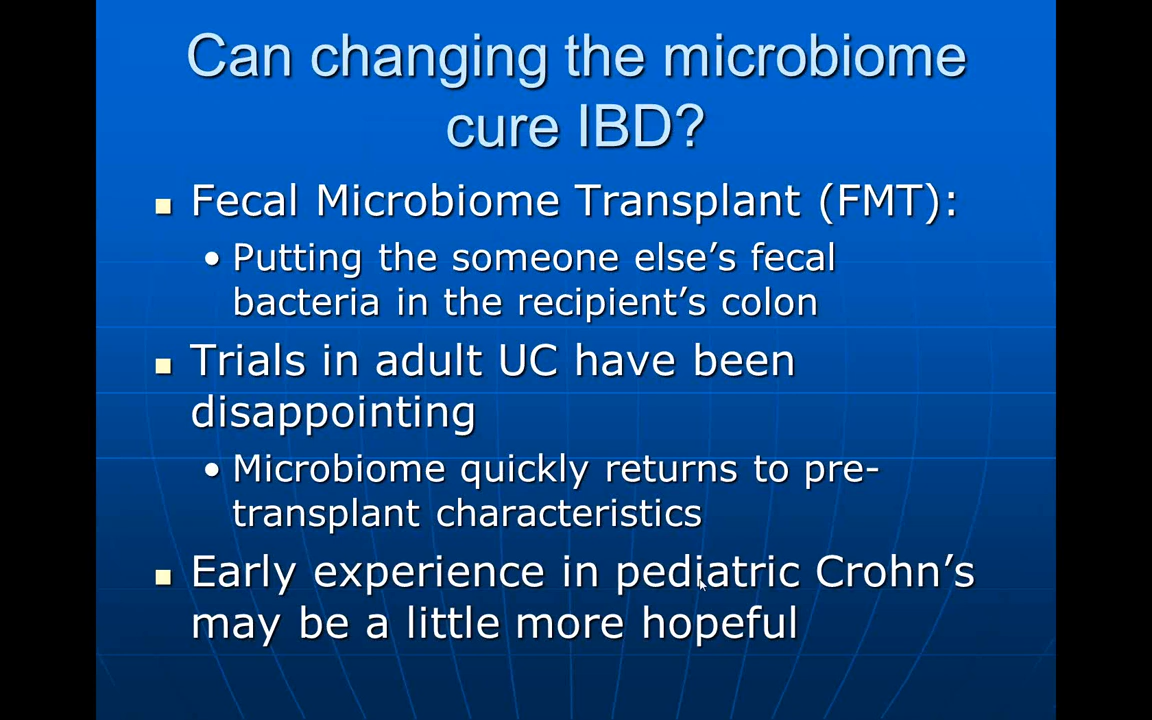 Can changing the microbiome
cure IBD?
Fecal Microbiome Transplant (FMT):
Putting the someone else’s fecal
bacteria in the recipient’s colon
Trials in adult UC have been
disappointing
Microbiome quickly returns to pre-
transplant characteristics
Early experience in pediatric Crohn’s
may be a little more hopeful